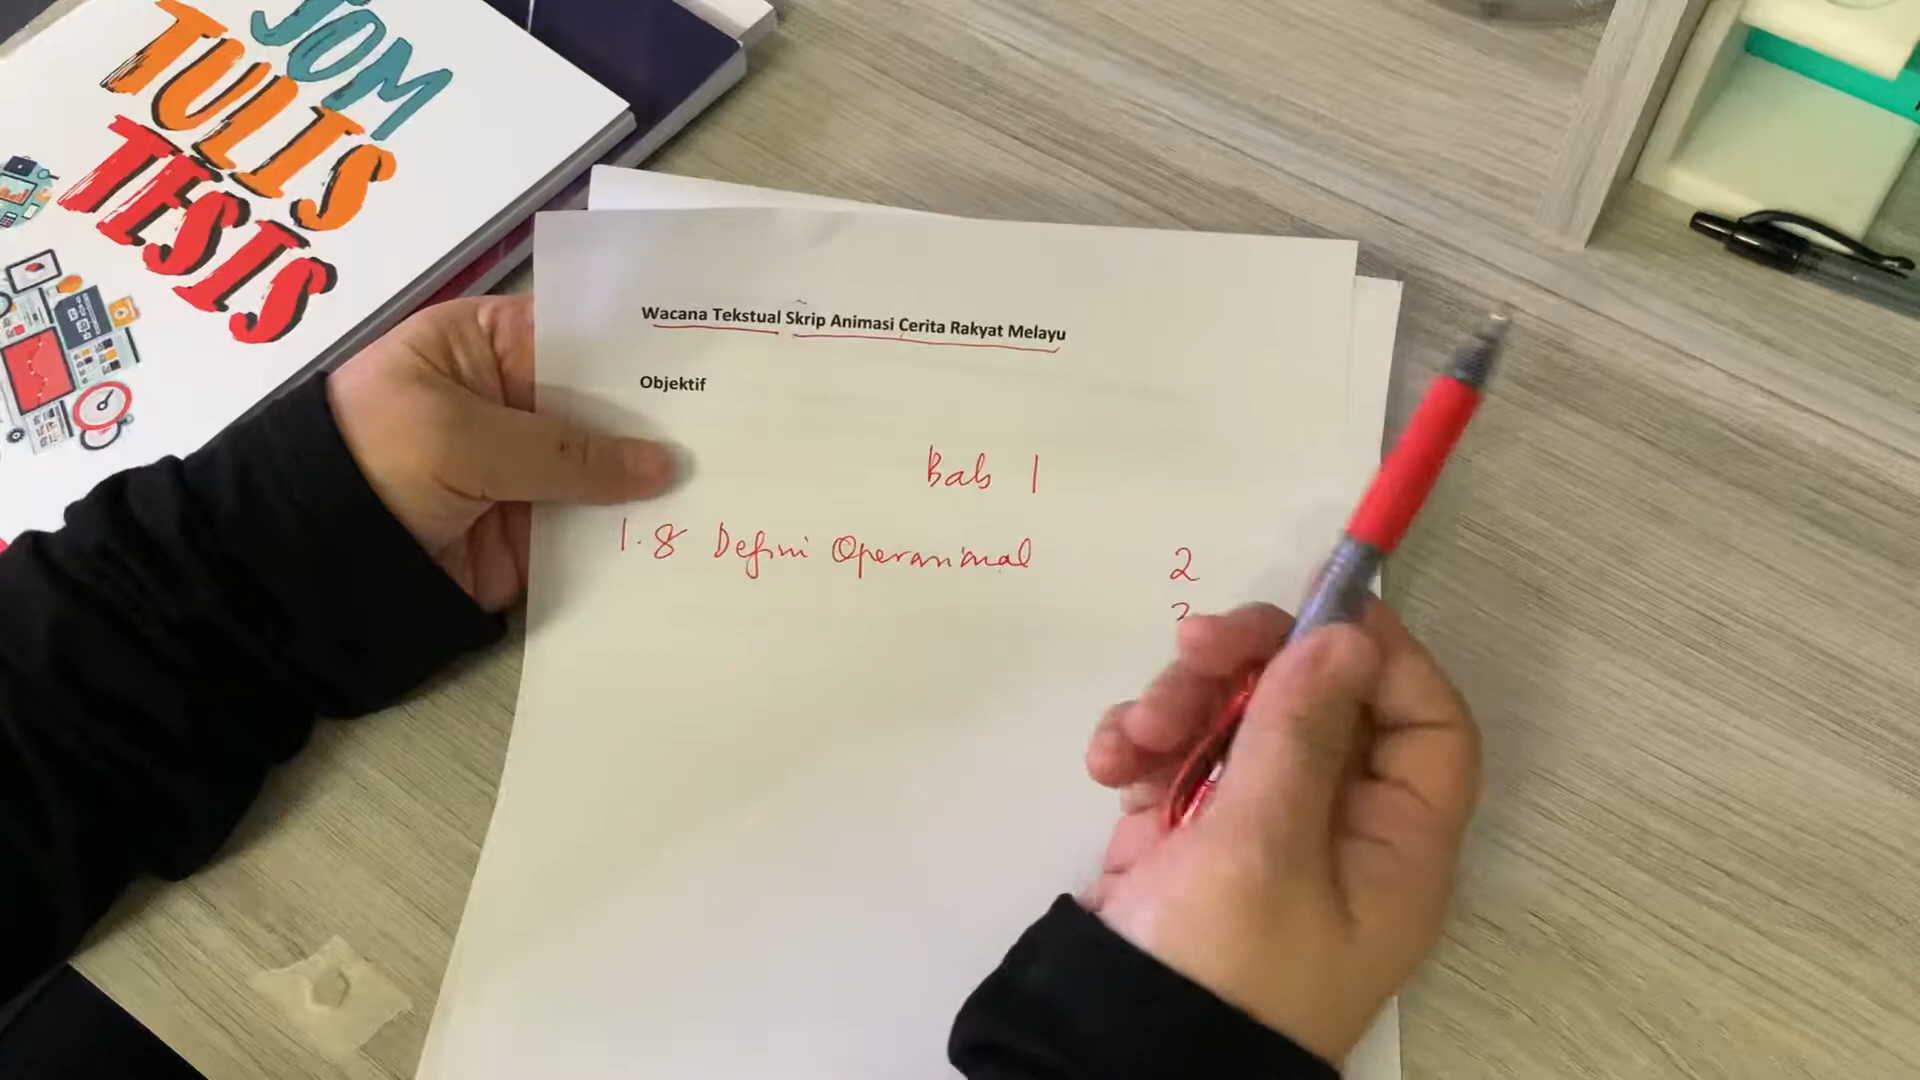 JOM
TULIS
TESIS
Wacana Tekstual Skrip Animasi Cerita Rakyat Melayu
Objektif
Bab 1
1.8 Defini Operasional 2